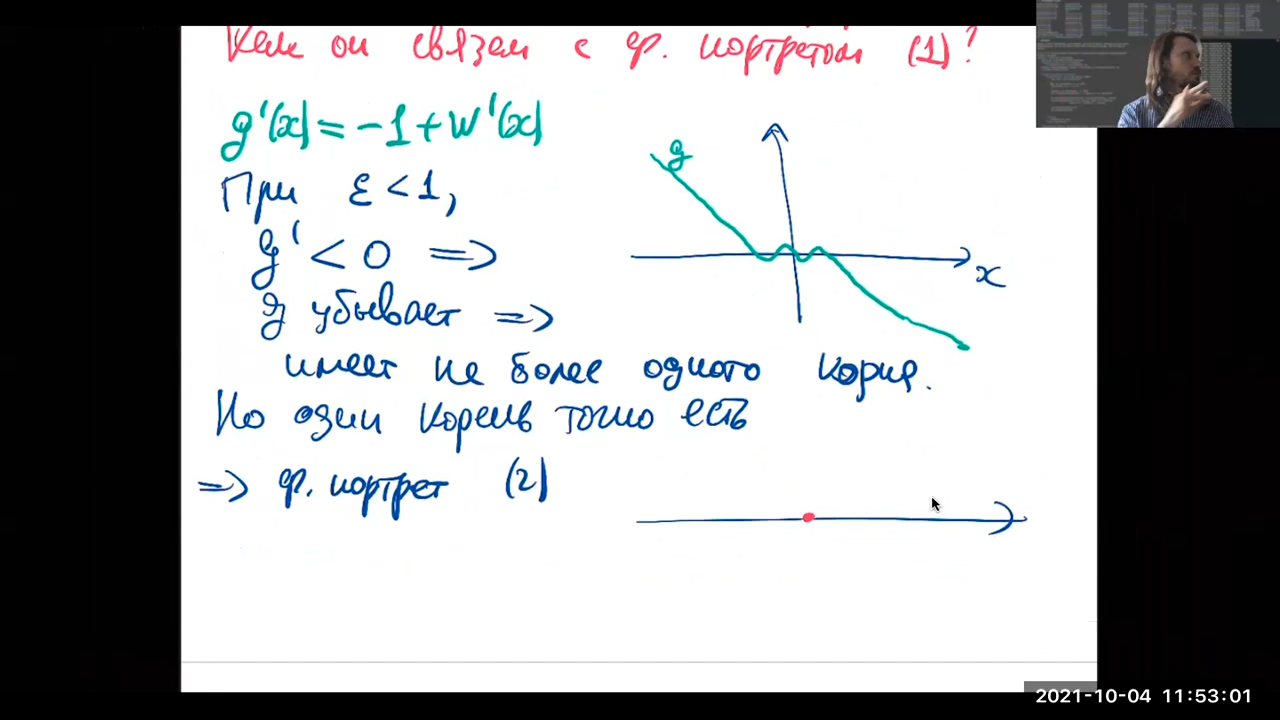 Как он связан с ф. портретом (1)?
g'(x) = -1 + w'(x)
При ε < 1,
g' < 0 =>
g убывает =>
имеет не более одного корня.
Но один корень точно есть
=> ф. портрет (2)
g
x
2021-10-04 11:53:01